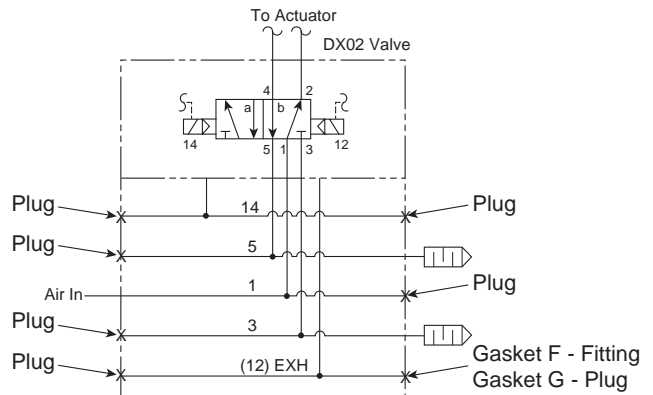 To Actuator
DX02 Valve
4 2
a b
14 5 1 3 12
Plug 14 Plug
Plug 5
Air In 1 Plug
Plug 3
Plug (12) EXH Gasket F - Fitting
Gasket G - Plug